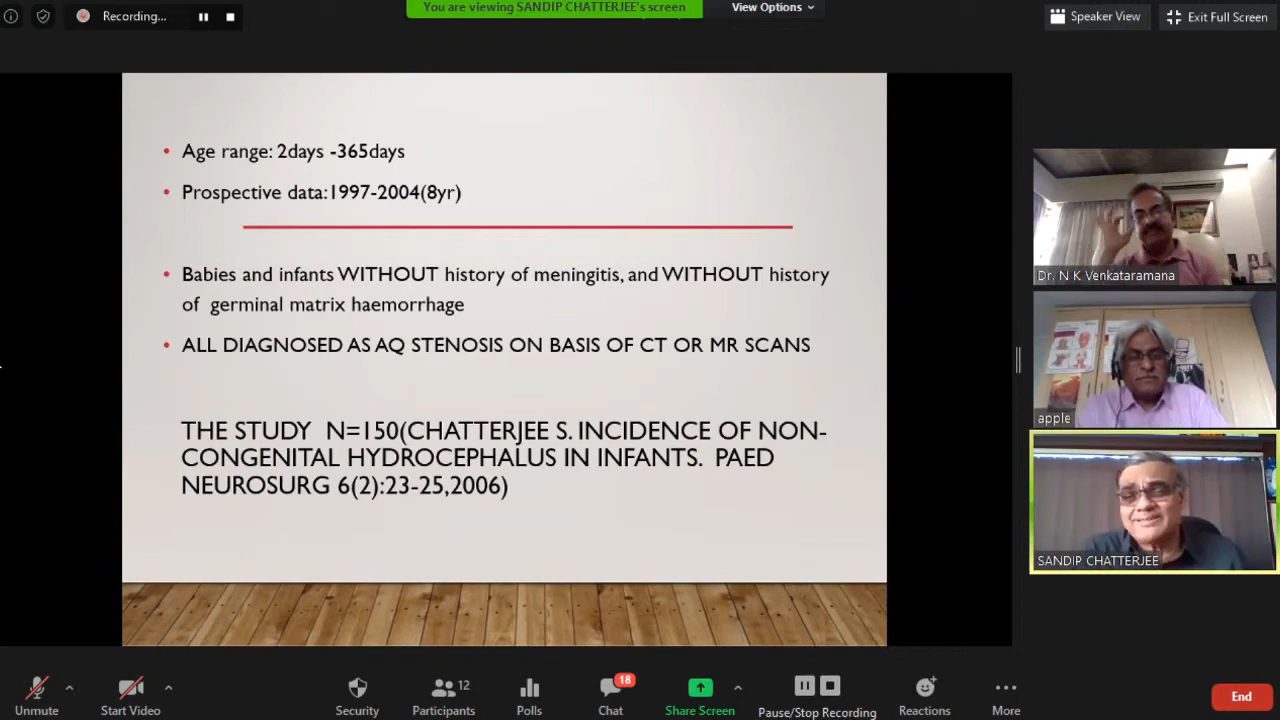 Recording...
You are viewing SANDIP CHATTERJEE's screen
View Options
Speaker View
Exit Full Screen
• Age range: 2days -365days
• Prospective data:1997-2004(8yr)
• Babies and infants WITHOUT history of meningitis, and WITHOUT history
of germinal matrix haemorrhage
• ALL DIAGNOSED AS AQ STENOSIS ON BASIS OF CT OR MR SCANS
THE STUDY N=150(CHATTERJEE S. INCIDENCE OF NON-
CONGENITAL HYDROCEPHALUS IN INFANTS. PAED
NEUROSURG 6(2):23-25,2006)
Dr. N K Venkataramana
apple
SANDIP CHATTERJEE
Unmute
Start Video
Security
12
Participants
Polls
18
Chat
Share Screen
Pause/Stop Recording
Reactions
More
End